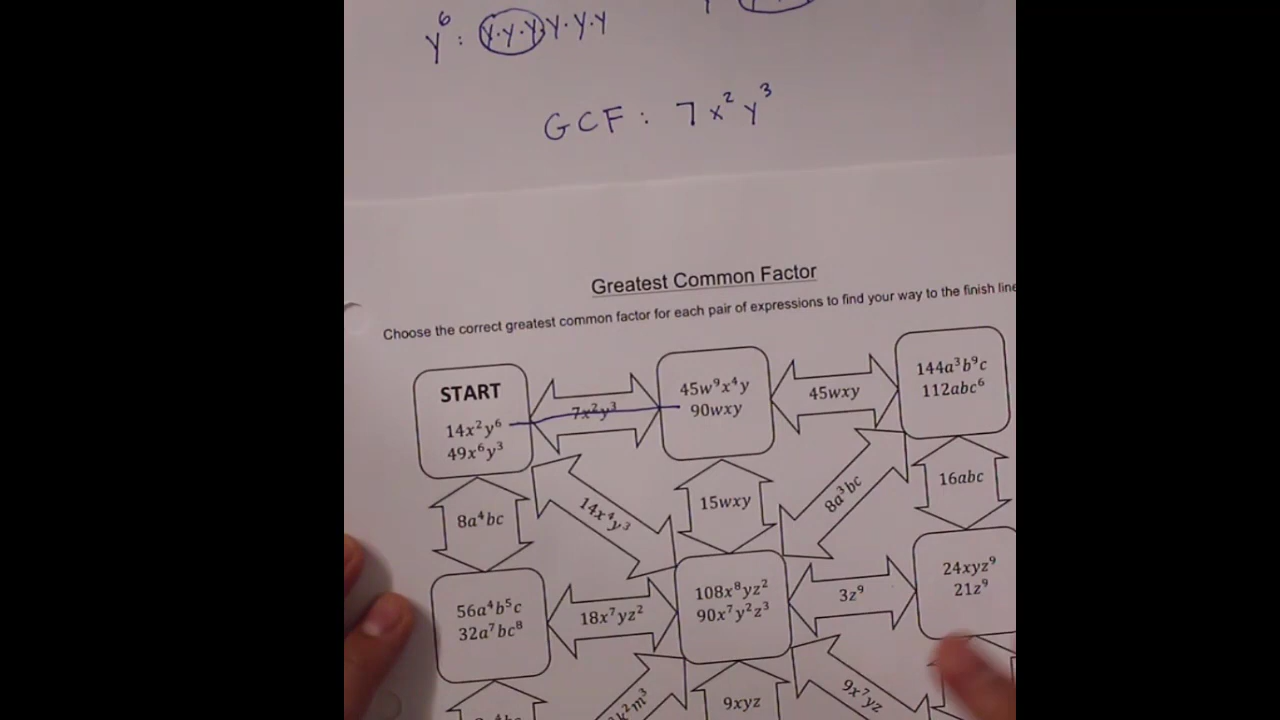 y⁶ : y·y·y·y·y·y
GCF : 7x²y³
Greatest Common Factor
Choose the correct greatest common factor for each pair of expressions to find your way to the finish line
START
14x²y⁶
49x⁶y³
7x²y³
45w⁹x⁴y
90wxy
45wxy
144a³b⁹c
112abc⁶
8a⁴bc
14x⁴y³
15wxy
8a³bc
16abc
56a⁴b⁵c
32a⁷bc⁸
18x⁷yz²
108x⁸yz²
90x⁷y²z³
3z⁹
24xyz⁹
21z⁹
k²m³
9xyz
9x⁷yz